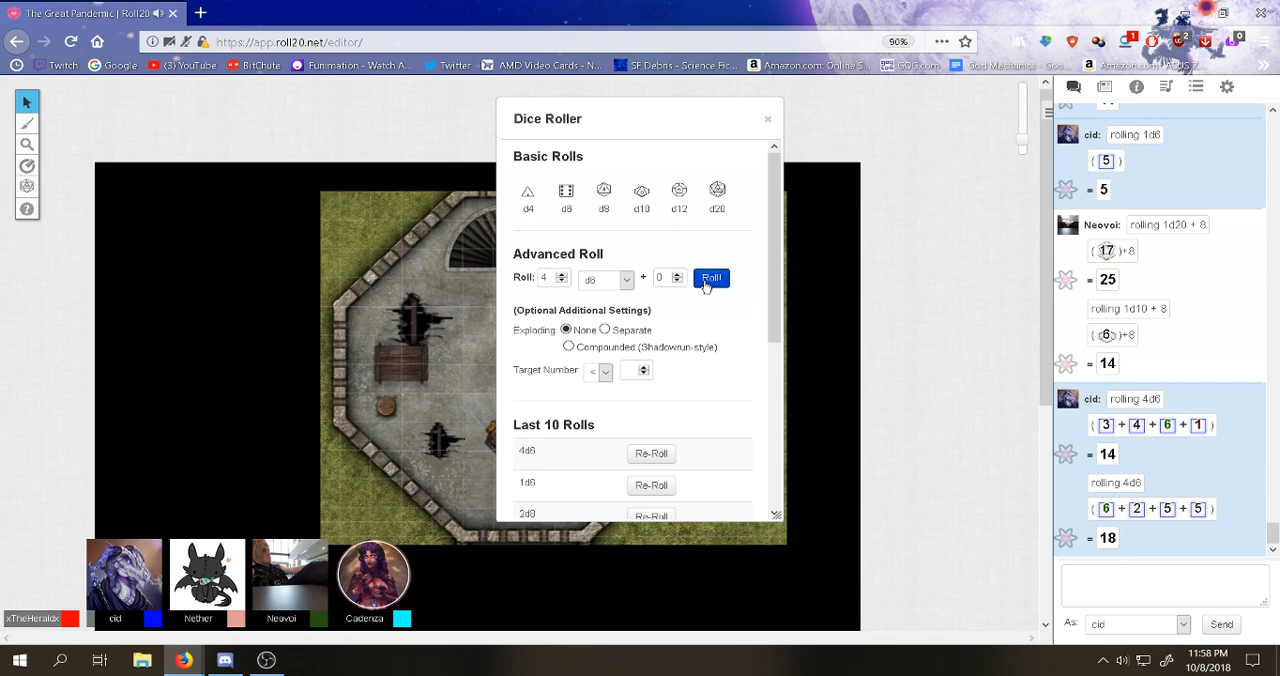 The Great Pandemic | Roll20
https://app.roll20.net/editor/
90%
Twitch
Google
(3) YouTube
BitChute
Funimation - Watch A...
Twitter
AMD Video Cards - N...
SF Debris - Science Fic...
Amazon.com: Online S...
GOG.com
God Mechanics - Goo...
Amazon.com: ASUS Z...
Dice Roller
×
Basic Rolls
d4
d6
d8
d10
d12
d20
Advanced Roll
Roll: 4 d6 + 0 Roll!
(Optional Additional Settings)
Exploding: None Separate
Compounded (Shadowrun-style)
Target Number: <
Last 10 Rolls
4d6 Re-Roll
1d6 Re-Roll
2d8 Re-Roll
xTheHeraldx
cid
Nether
Neovoi
Cadenza
cid: rolling 1d6
( 5 )
= 5
Neovoi: rolling 1d20 + 8
( 17 )+8
= 25
rolling 1d10 + 8
( 6 )+8
= 14
cid: rolling 4d6
( 3 + 4 + 6 + 1 )
= 14
rolling 4d6
( 6 + 2 + 5 + 5 )
= 18
As: cid Send
11:58 PM
10/8/2018